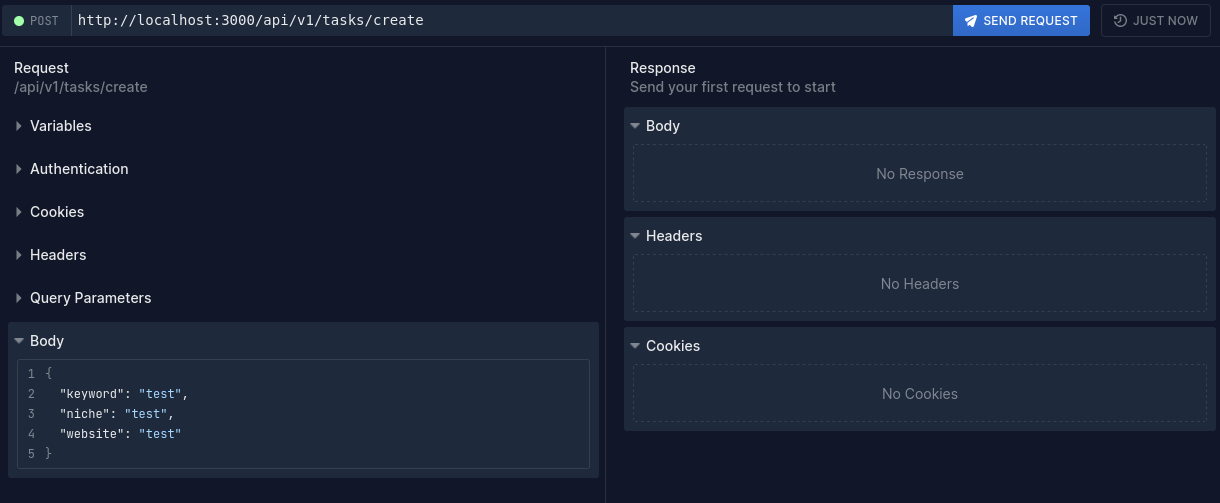 POST http://localhost:3000/api/v1/tasks/create SEND REQUEST JUST NOW
Request
/api/v1/tasks/create
Variables
Authentication
Cookies
Headers
Query Parameters
Body
1 {
2 "keyword": "test",
3 "niche": "test",
4 "website": "test"
5 }
Response
Send your first request to start
Body
No Response
Headers
No Headers
Cookies
No Cookies